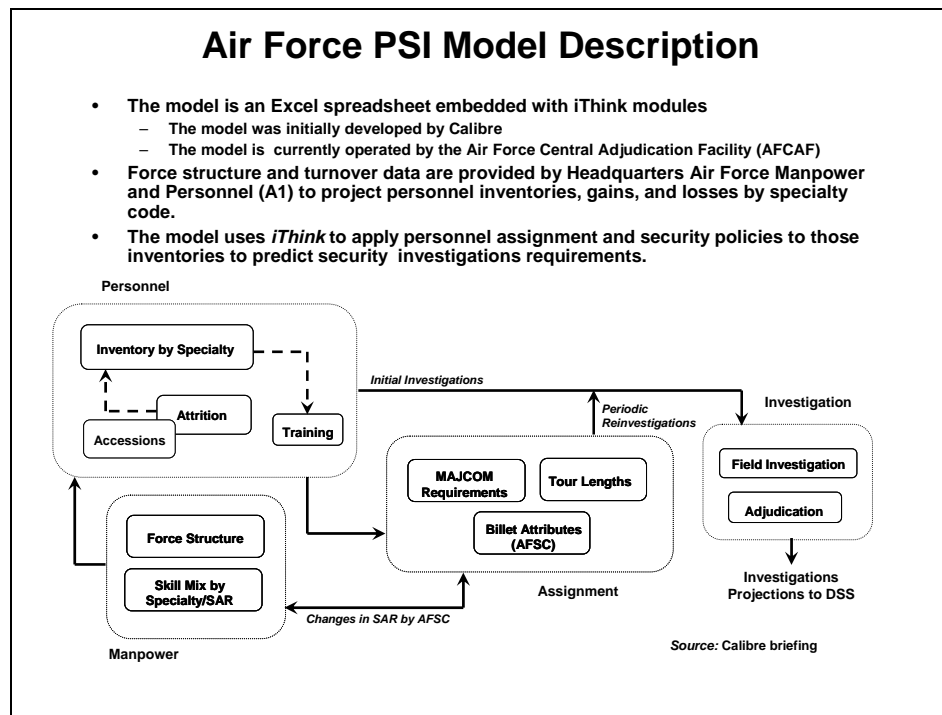 Air Force PSI Model Description
• The model is an Excel spreadsheet embedded with iThink modules
– The model was initially developed by Calibre
– The model is currently operated by the Air Force Central Adjudication Facility (AFCAF)
• Force structure and turnover data are provided by Headquarters Air Force Manpower
and Personnel (A1) to project personnel inventories, gains, and losses by specialty
code.
• The model uses iThink to apply personnel assignment and security policies to those
inventories to predict security investigations requirements.
Personnel
Inventory by Specialty
Attrition
Accessions
Training
Initial Investigations
Periodic
Reinvestigations
Investigation
Field Investigation
Adjudication
Investigations
Projections to DSS
MAJCOM
Requirements
Tour Lengths
Billet Attributes
(AFSC)
Assignment
Force Structure
Skill Mix by
Specialty/SAR
Changes in SAR by AFSC
Manpower
Source: Calibre briefing